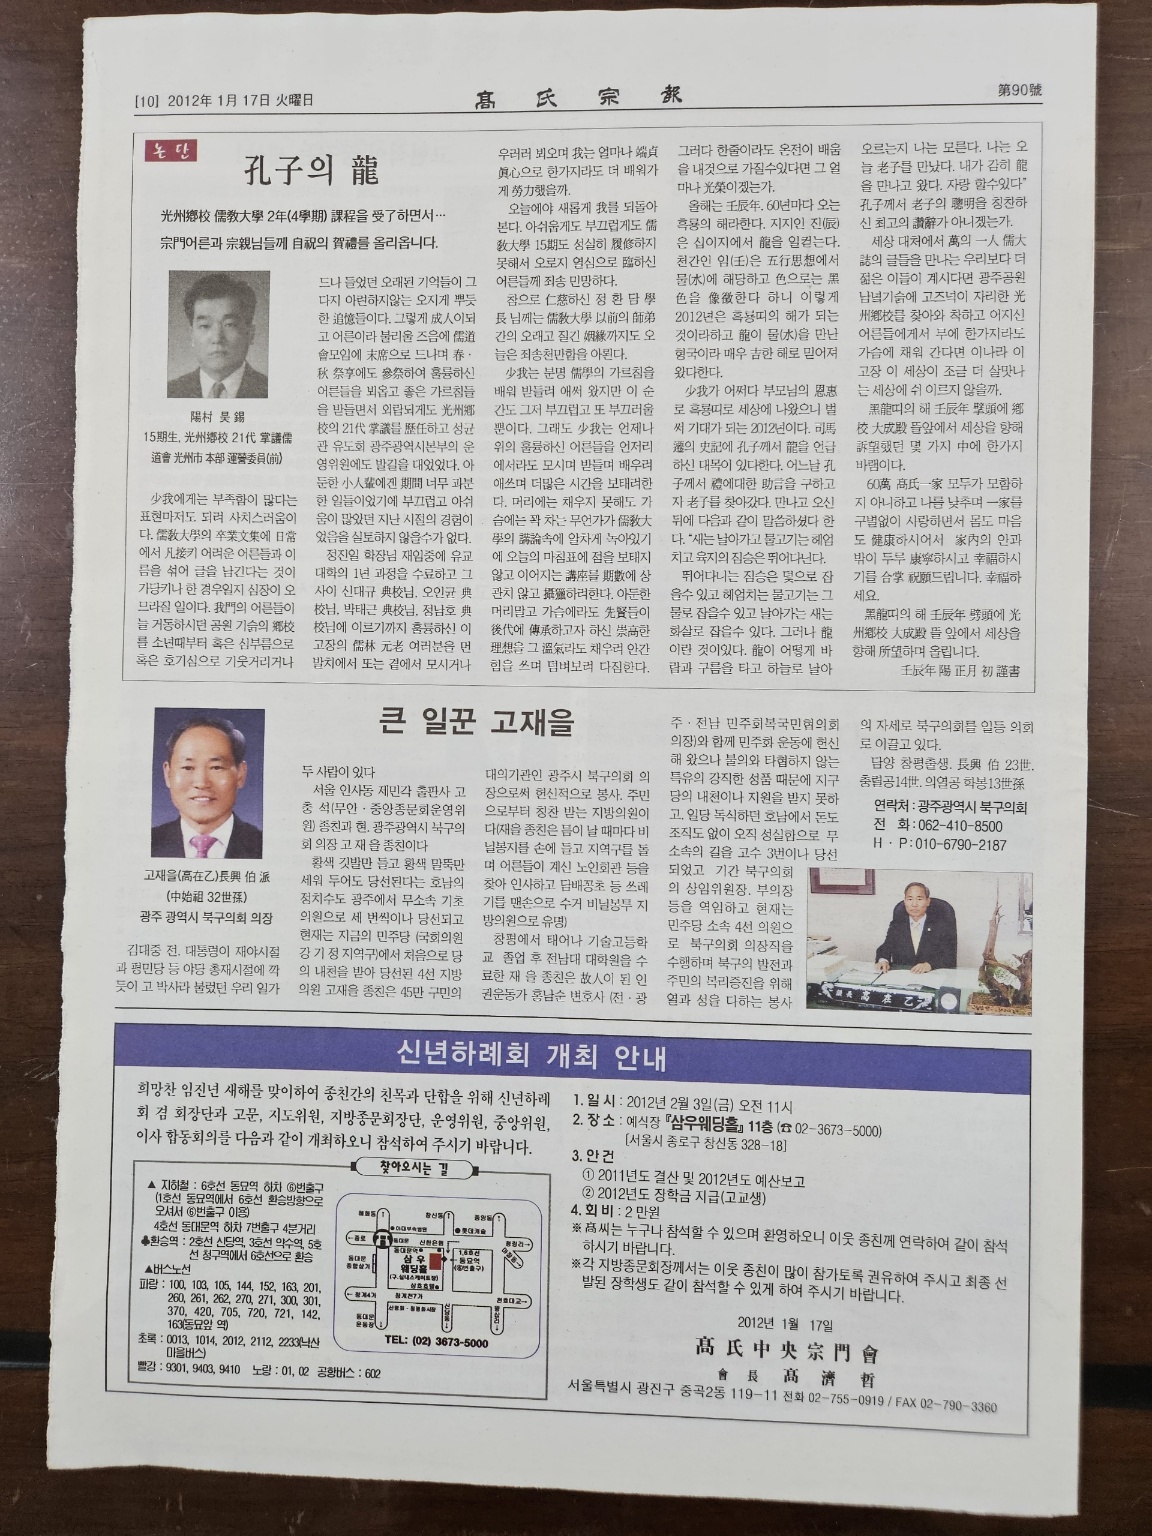 [10] 2012年 1月 17日 火曜日
髙 氏 宗 報
第90號
논 단
孔子의 龍
光州鄕校 儒敎大學 2年(4學期) 課程을 受了하면서…
宗門어른과 宗親님들께 自祝의 賀禮를 올리옵니다.
陽村 吳 錫
15期生, 光州鄕校 21代 掌議儒
道會 光州市 本部 運營委員(前)
少我에게는 부족함이 많다는
표현마저도 되려 사치스러움이
다. 儒敎大學의 卒業文集에 日常
에서 凡接키 어려운 어른들과 이
름을 섞어 글을 남긴다는 것이
가당키나 한 경우일지 심장이 오
므라질 일이다. 我門의 어른들이
늘 거동하시던 공원 기슭의 鄕校
를 소년때부터 혹은 심부름으로
혹은 호기심으로 기웃거리거나
드나 들었던 오래된 기억들이 그
다지 아련하지않는 오지게 뿌듯
한 追憶들이다. 그렇게 成人이되
고 어른이라 불리울 즈음에 儒道
會모임에 末席으로 드나며 春·
秋 祭享에도 參祭하여 훌륭하신
어른들을 뵈옵고 좋은 가르침들
을 받들면서 외람되게도 光州鄕
校의 21代 掌議를 歷任하고 성균
관 유도회 광주광역시본부의 운
영위원에도 발길을 대었었다. 아
둔한 小人輩에겐 期間 너무 과분
한 일들이었기에 부끄럽고 아쉬
움이 많았던 지난 시절의 경험이
었음을 실토하지 않을수가 없다.
정진일 학장님 재임중에 유교
대학의 1년 과정을 수료하고 그
사이 신대규 典校님, 오인균 典
校님, 박태근 典校님, 정남호 典
校님에 이르기까지 훌륭하신 이
고장의 儒林 元老 여러분을 먼
발치에서 또는 곁에서 모시거나
우러러 뵈오며 我는 얼마나 端貞
眞心으로 한가지라도 더 배워가
게 勞力했을까.
오늘에야 새롭게 我를 되돌아
본다. 아쉬움게도 부끄럽게도 儒
敎大學 15期도 성실히 履修하지
못해서 오로지 열심으로 臨하신
어른들께 죄송 민망하다.
참으로 仁慈하신 정 환 담 學
長 님께는 儒敎大學 以前의 師弟
간의 오래고 질긴 姻緣까지도 오
늘은 죄송천만함을 아뢴다.
少我는 분명 儒學의 가르침을
배워 받들려 애써 왔지만 이 순
간도 그저 부끄럽고 또 부끄러울
뿐이다. 그래도 少我는 언제나
위의 훌륭하신 어른들을 언저리
에서라도 모시며 받들며 배우려
애쓰며 더많은 시간을 보태려한
다. 머리에는 채우지 못해도 가
슴에는 꽉 차는 무언가가 儒敎大
學의 講論속에 알차게 녹아있기
에 오늘의 마침표에 점을 보태지
않고 이어지는 講座를 期數에 상
관치 않고 攝獵하려한다. 아둔한
머리말고 가슴에라도 先賢들이
後代에 傳承하고자 하신 崇高한
理想을 그 溫氣라도 채우려 안간
힘을 쓰며 덤벼보려 다짐한다.
그러다 한줄이라도 온전이 배움
을 내것으로 가질수있다면 그 얼
마나 光榮이겠는가.
올해는 壬辰年. 60년마다 오는
흑룡의 해라한다. 지지인 진(辰)
은 십이지에서 龍을 일컫는다.
천간인 임(壬)은 五行思想에서
물(水)에 해당하고 色으로는 黑
色을 像徵한다 하니 이렇게
2012년은 흑룡띠의 해가 되는
것이라하고 龍이 물(水)을 만난
형국이라 매우 吉한 해로 믿어져
왔다한다.
少我가 어쩌다 부모님의 恩惠
로 흑룡띠로 세상에 나왔으니 벌
써 기대가 되는 2012년이다. 司馬
遷의 史記에 孔子께서 龍을 언급
하신 대목이 있다한다. 어느날 孔
子께서 禮에대한 助言을 구하고
자 老子를 찾아갔다. 만나고 오신
뒤에 다음과 같이 말씀하셨다 한
다. “새는 날아가고 물고기는 헤엄
치고 육지의 짐승은 뛰어다닌다.
뛰어다니는 짐승은 덫으로 잡
을수 있고 헤엄치는 물고기는 그
물로 잡을수 있고 날아가는 새는
화살로 잡을수 있다. 그러나 龍
이란 것이있다. 龍이 어떻게 바
람과 구름을 타고 하늘로 날아
오르는지 나는 모른다. 나는 오
늘 老子를 만났다. 내가 감히 龍
을 만나고 왔다. 자랑 할수있다”
孔子께서 老子의 聰明을 칭찬하
신 최고의 讚辭가 아니겠는가.
세상 대처에서 萬의 一人 儒大
誌의 글들을 만나는 우리보다 더
젊은 이들이 계시다면 광주공원
남녘기슭에 고즈넉이 자리한 光
州鄕校를 찾아와 착하고 어지신
어른들에게서 부에 한가지라도
가슴에 채워 간다면 이나라 이
고장 이 세상이 조금 더 살맛나
는 세상에 쉬 이르지 않을까.
黑龍띠의 해 壬辰年 擘頭에 鄕
校 大成殿 뜰앞에서 세상을 향해
訴望했던 몇 가지 中에 한가지
바램이다.
60萬 髙氏一家 모두가 모함하
지 아니하고 나를 낮추며 一家를
구별없이 사랑하면서 몸도 마음
도 健康하시어서 家內의 안과
밖이 두루 康寧하시고 幸福하시
기를 合掌 祝願드립니다. 幸福하
세요.
黑龍띠의 해 壬辰年 劈頭에 光
州鄕校 大成殿 뜰 앞에서 세상을
향해 所望하며 올립니다.
壬辰年 陽 正月 初 謹書
큰 일꾼 고재을
고재을(高在乙)長興 伯 派
(中始祖 32世孫)
광주 광역시 북구의회 의장
김대중 전. 대통령이 재야시절
과 평민당 등 야당 총재시절에 깍
듯이 고 박사라 불렀던 우리 일가
두 사람이 있다
서울 인사동 제민각 출판사 고
충 석(무안·중앙종문회운영위
원) 종친과 현. 광주광역시 북구의
회 의장 고 재 을 종친이다
황색 깃발만 들고 황색 말뚝만
세워 두어도 당선된다는 호남의
정치수도 광주에서 무소속 기초
의원으로 세 번씩이나 당선되고
현재는 지금의 민주당 (국회의원
강 기 정 지역구)에서 처음으로 당
의 내천을 받아 당선된 4선 지방
의원 고재을 종친은 45만 구민의
대의기관인 광주시 북구의회 의
장으로써 헌신적으로 봉사. 주민
으로부터 칭찬 받는 지방의원이
다(재을 종친은 틈이 날 때마다 비
닐봉지를 손에 들고 지역구를 돌
며 어른들이 계신 노인회관 등을
찾아 인사하고 담배꽁초 등 쓰레
기를 맨손으로 수거 비닐봉투 지
방의원으로 유명)
창평에서 태어나 기술고등학
교 졸업 후 전남대 대학원을 수
료한 재 을 종친은 故人이 된 인
권운동가 홍남순 변호사 (전·광
주·전남 민주회복국민협의회
의장)와 함께 민주화 운동에 헌신
해 왔으나 불의와 타협하지 않는
특유의 강직한 성품 때문에 지구
당의 내천이나 지원을 받지 못하
고. 일당 독식하던 호남에서 돈도
조직도 없이 오직 성실함으로 무
소속의 길을 고수 3번이나 당선
되었고 기간 북구의회
의 상임위원장. 부의장
등을 역임하고 현재는
민주당 소속 4선 의원으
로 북구의회 의장직을
수행하며 북구의 발전과
주민의 복리증진을 위해
열과 성을 다하는 봉사
의 자세로 북구의회를 일등 의회
로 이끌고 있다.
담양 창평출생. 長興 伯 23世.
충립공14世. 의열공 학봉13世孫
연락처 : 광주광역시 북구의회
전 화 : 062-410-8500
H · P : 010-6790-2187
議長 高 在 乙
신년하례회 개최 안내
희망찬 임진년 새해를 맞이하여 종친간의 친목과 단합을 위해 신년하례
회 겸 회장단과 고문, 지도위원, 지방종문회장단, 운영위원, 중앙위원,
이사 합동회의를 다음과 같이 개최하오니 참석하여 주시기 바랍니다.
찾아오시는 길
▲ 지하철 : 6호선 동묘역 하차 ⑥번출구
(1호선 동묘역에서 6호선 환승방향으로
오셔서 ⑥번출구 이용)
4호선 동대문역 하차 7번출구 4분거리
♣환승역 : 2호선 신당역, 3호선 약수역, 5호
선 청구역에서 6호선으로 환승
▲버스노선
파랑 : 100, 103, 105, 144, 152, 163, 201,
260, 261, 262, 270, 271, 300, 301,
370, 420, 705, 720, 721, 142,
163(동묘앞 역)
초록 : 0013, 1014, 2012, 2112, 2233(낙산
마을버스)
빨강 : 9301, 9403, 9410 노랑 : 01, 02 공항버스 : 602
혜화동
창신동
종로
이대부속병원
신한은행
롯데캐슬
동대문
동대문역
동대문
종합상가
삼 우
웨딩홀
(구.실내스케이트장)
1,6호선
동묘역
(⑥번출구)
청계4가
청계천7가
동대문
운동장
TEL: (02) 3673-5000
1. 일 시 : 2012년 2월 3일(금) 오전 11시
2. 장 소 : 예식장 『삼우웨딩홀』 11층 (☎ 02-3673-5000)
[서울시 종로구 창신동 328-18]
3. 안 건
① 2011년도 결산 및 2012년도 예산보고
② 2012년도 장학금 지급(고교생)
4. 회 비 : 2 만원
※ 髙씨는 누구나 참석할 수 있으며 환영하오니 이웃 종친께 연락하여 같이 참석
하시기 바랍니다.
※각 지방종문회장께서는 이웃 종친이 많이 참가토록 권유하여 주시고 최종 선
발된 장학생도 같이 참석할 수 있게 하여 주시기 바랍니다.
2012년 1월 17일
髙 氏 中 央 宗 門 會
會 長 髙 濟 哲
서울특별시 광진구 중곡2동 119-11 전화 02-755-0919 / FAX 02-790-3360